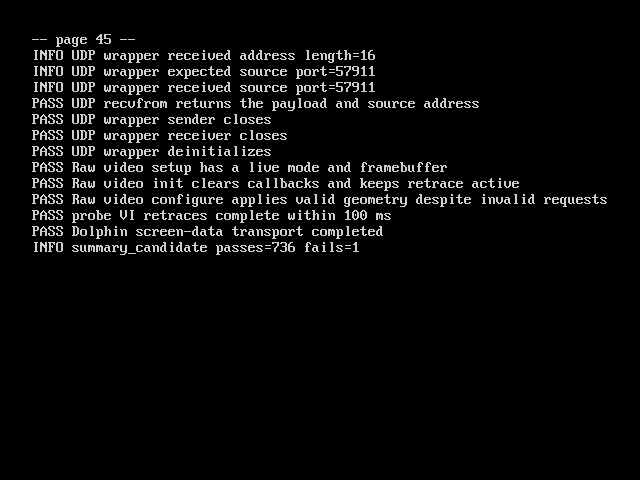 -- page 45 --
INFO UDP wrapper received address length=16
INFO UDP wrapper expected source port=57911
INFO UDP wrapper received source port=57911
PASS UDP recvfrom returns the payload and source address
PASS UDP wrapper sender closes
PASS UDP wrapper receiver closes
PASS UDP wrapper deinitializes
PASS Raw video setup has a live mode and framebuffer
PASS Raw video init clears callbacks and keeps retrace active
PASS Raw video configure applies valid geometry despite invalid requests
PASS probe VI retraces complete within 100 ms
PASS Dolphin screen-data transport completed
INFO summary_candidate passes=736 fails=1